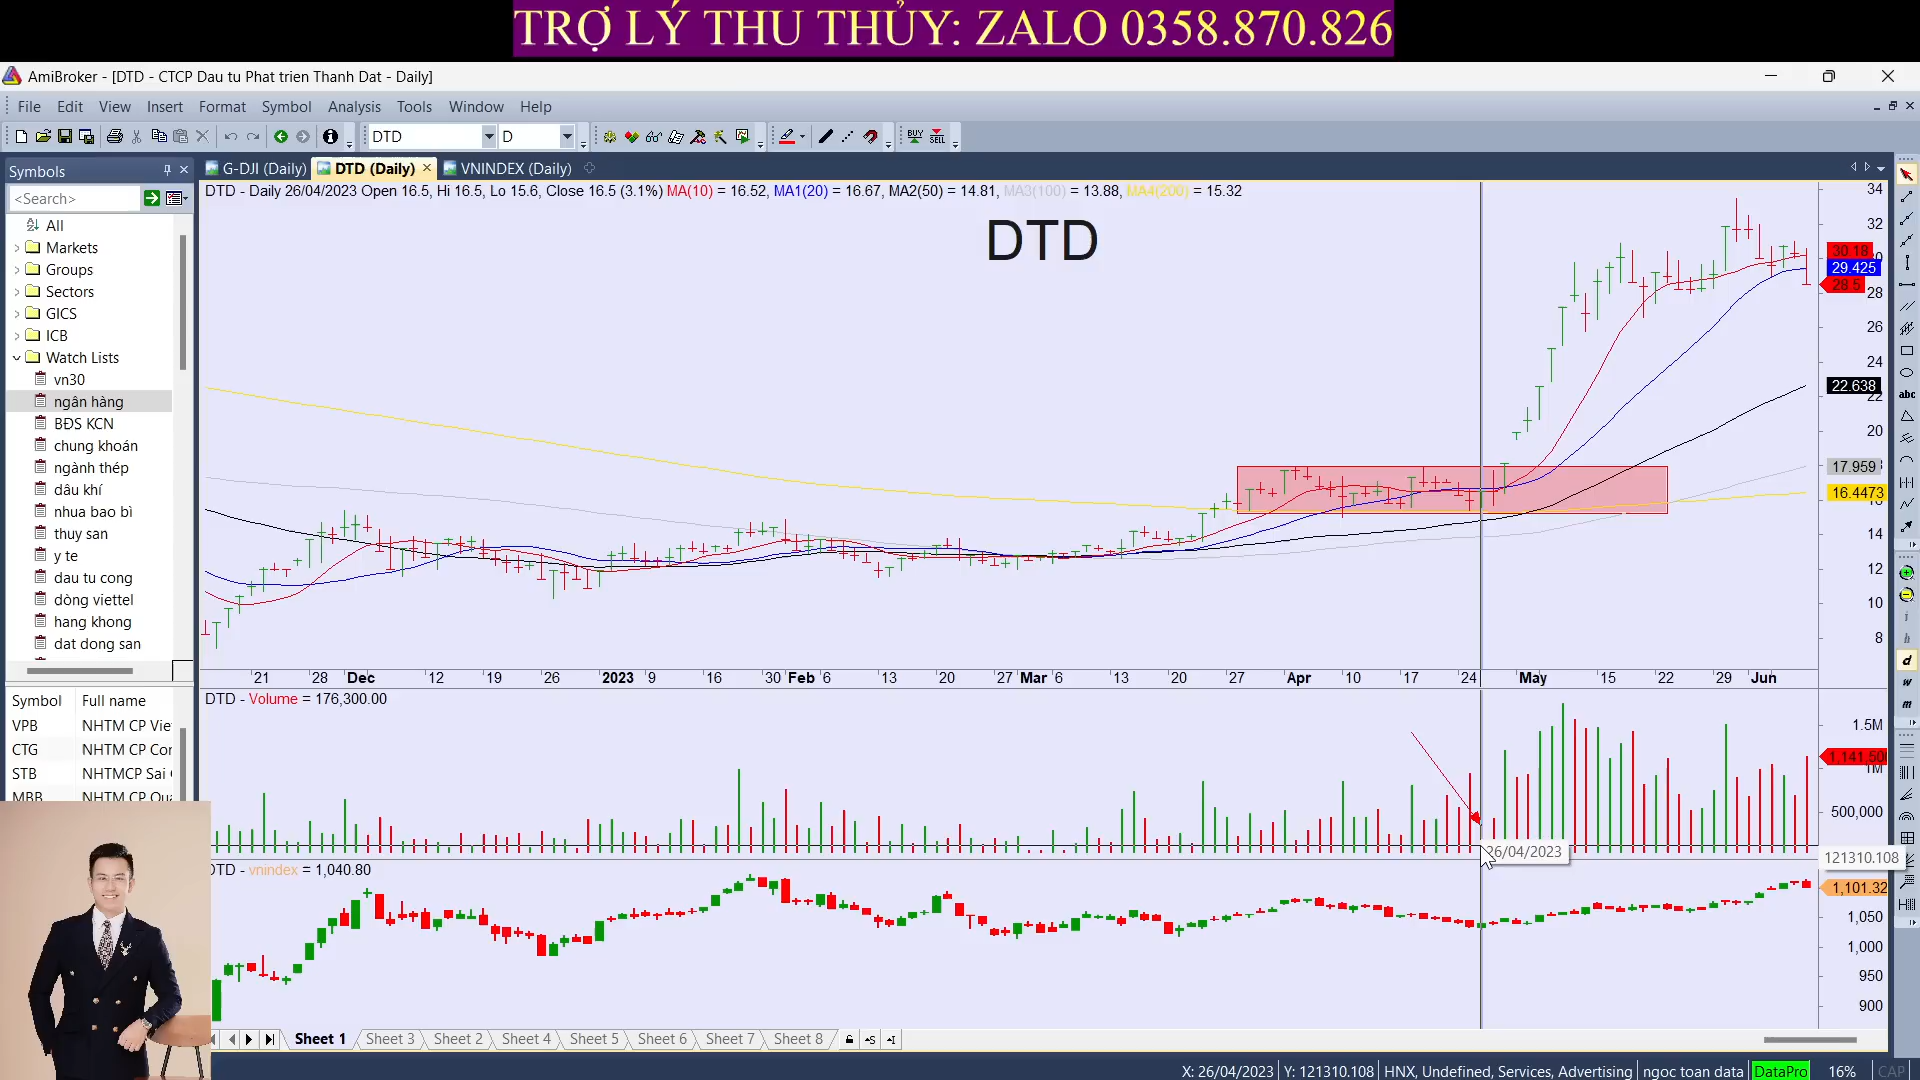 TRỢ LÝ THU THỦY: ZALO 0358.870.826
AmiBroker - [DTD - CTCP Dau tu Phat trien Thanh Dat - Daily]
File Edit View Insert Format Symbol Analysis Tools Window Help
DTD D BUY SELL
Symbols
G-DJI (Daily) DTD (Daily) VNINDEX (Daily)
<Search>
All
Markets
Groups
Sectors
GICS
ICB
Watch Lists
vn30
ngân hàng
BĐS KCN
chung khoán
ngành thép
dâu khí
nhua bao bì
thuy san
y te
dau tu cong
dòng viettel
hang khong
dat dong san
Symbol Full name
VPB NHTM CP Vie
CTG NHTM CP Cor
STB NHTMCP Sai
MBB NHTM CP Qua
DTD - Daily 26/04/2023 Open 16.5, Hi 16.5, Lo 15.6, Close 16.5 (3.1%) MA(10) = 16.52, MA1(20) = 16.67, MA2(50) = 14.81, MA3(100) = 13.88, MA4(200) = 15.32
DTD
34
32
30.18
29.425
28.5
28
26
24
22.638
22
20
17.959
16.4473
14
12
10
8
21 28 Dec 12 19 26 2023 9 16 30 Feb 6 13 20 27 Mar 6 13 20 27 Apr 10 17 24 May 15 22 29 Jun
DTD - Volume = 176,300.00
1.5M
1M
500,000
26/04/2023
121310.108
DTD - vnindex = 1,040.80
1,101.32
1,050
1,000
950
900
Sheet 1 Sheet 3 Sheet 2 Sheet 4 Sheet 5 Sheet 6 Sheet 7 Sheet 8
X: 26/04/2023 Y: 121310.108 HNX, Undefined, Services, Advertising ngoc toan data DataPro 16% CAP
abc
d
w
m